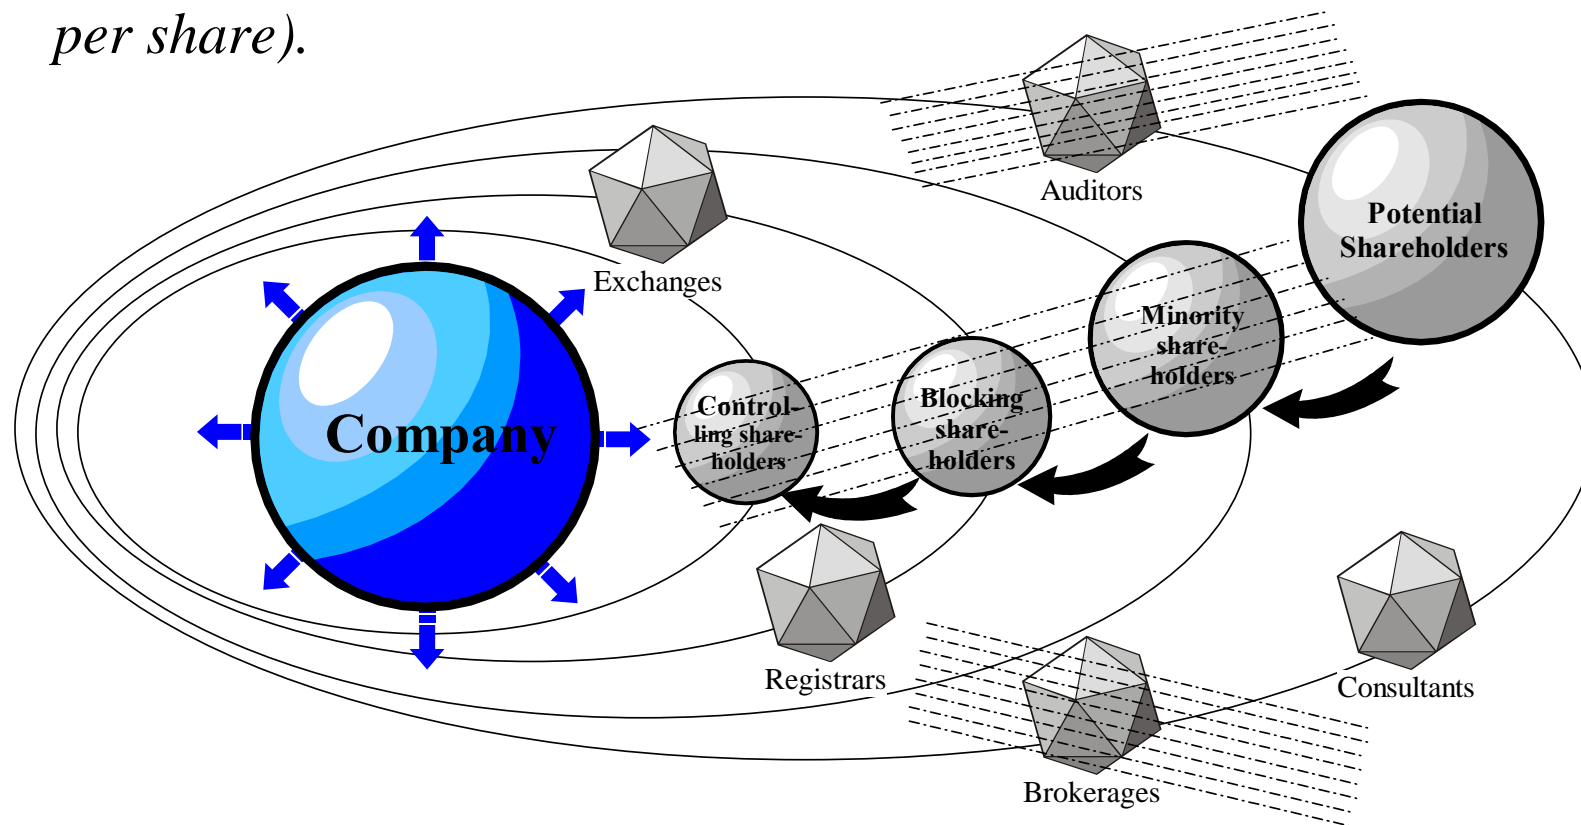 per share).
Auditors
Potential
Shareholders
Exchanges
Minority
share-
holders
Control-
ling share-
holders
Blocking
share-
holders
Company
Registrars
Consultants
Brokerages